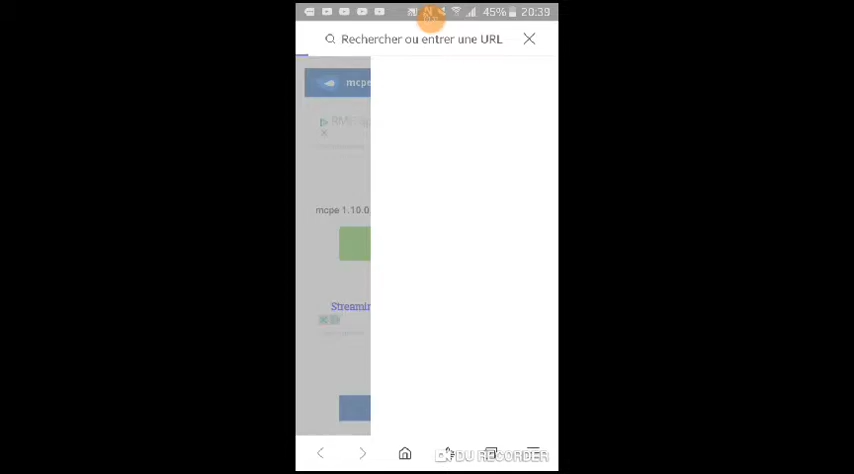 45% 20:39
Rechercher ou entrer une URL
mcpe
mcpe 1.10.0
Streamin
DU RECORDER